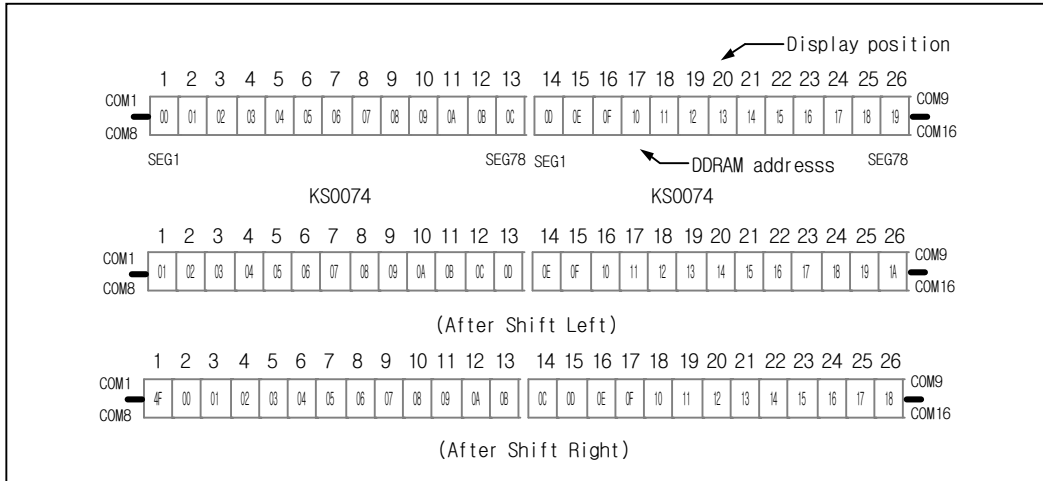 Display position
1 2 3 4 5 6 7 8 9 10 11 12 13 14 15 16 17 18 19 20 21 22 23 24 25 26
COM1 COM9
00 01 02 03 04 05 06 07 08 09 0A 0B 0C 0D 0E 0F 10 11 12 13 14 15 16 17 18 19
COM8 COM16
SEG1 SEG78 SEG1 SEG78
DDRAM addresss
KS0074 KS0074
1 2 3 4 5 6 7 8 9 10 11 12 13 14 15 16 17 18 19 20 21 22 23 24 25 26
COM1 COM9
01 02 03 04 05 06 07 08 09 0A 0B 0C 0D 0E 0F 10 11 12 13 14 15 16 17 18 19 1A
COM8 COM16
(After Shift Left)
1 2 3 4 5 6 7 8 9 10 11 12 13 14 15 16 17 18 19 20 21 22 23 24 25 26
COM1 COM9
4F 00 01 02 03 04 05 06 07 08 09 0A 0B 0C 0D 0E 0F 10 11 12 13 14 15 16 17 18
COM8 COM16
(After Shift Right)